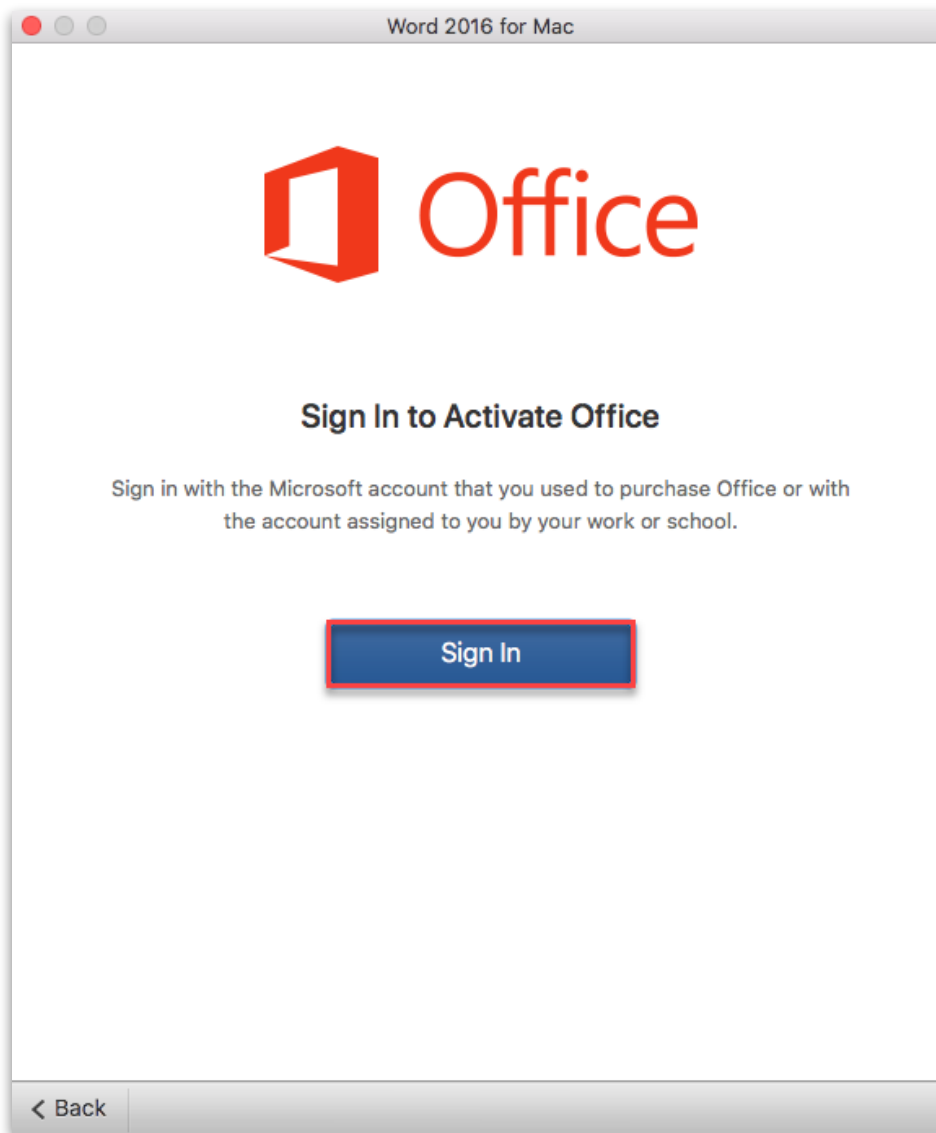 Word 2016 for Mac
Office
Sign In to Activate Office
Sign in with the Microsoft account that you used to purchase Office or with
the account assigned to you by your work or school.
Sign In
Back